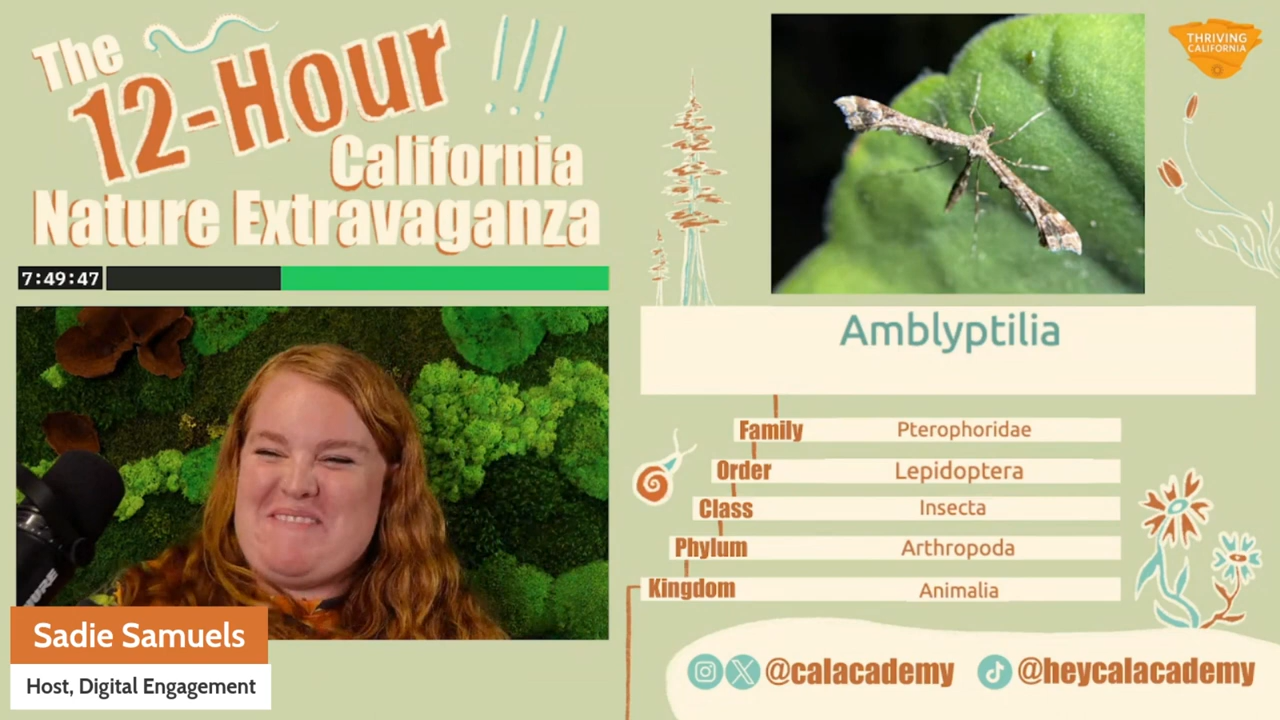 The
12-Hour
!!!
California
Nature Extravaganza
7:49:47
THRIVING
CALIFORNIA
Amblyptilia
Family Pterophoridae
Order Lepidoptera
Class Insecta
Phylum Arthropoda
Kingdom Animalia
SHURE
Sadie Samuels
Host, Digital Engagement
@calacademy @heycalacademy